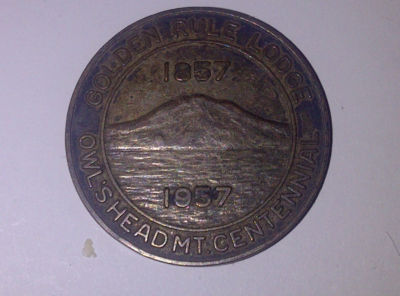 GOLDEN RULE LODGE
1857
1957
OWL'S HEAD MT. CENTENNIAL